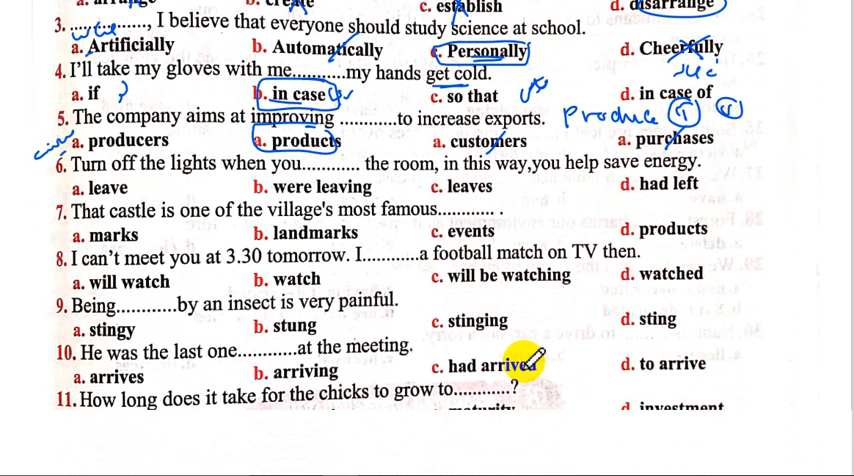 b. create c. establish d. disarrange
3. ............, I believe that everyone should study science at school.
a. Artificially b. Automatically c. Personally d. Cheerfully
4. I'll take my gloves with me...........my hands get cold.
a. if ? b. in case c. so that d. in case of
5. The company aims at improving ............to increase exports. Produce
a. producers a. products a. customers a. purchases
6. Turn off the lights when you............ the room, in this way,you help save energy.
a. leave b. were leaving c. leaves d. had left
7. That castle is one of the village's most famous............ .
a. marks b. landmarks c. events d. products
8. I can't meet you at 3.30 tomorrow. I............a football match on TV then.
a. will watch b. watch c. will be watching d. watched
9. Being............by an insect is very painful.
a. stingy b. stung c. stinging d. sting
10. He was the last one............at the meeting.
a. arrives b. arriving c. had arrived d. to arrive
11. How long does it take for the chicks to grow to............?
maturity d. investment